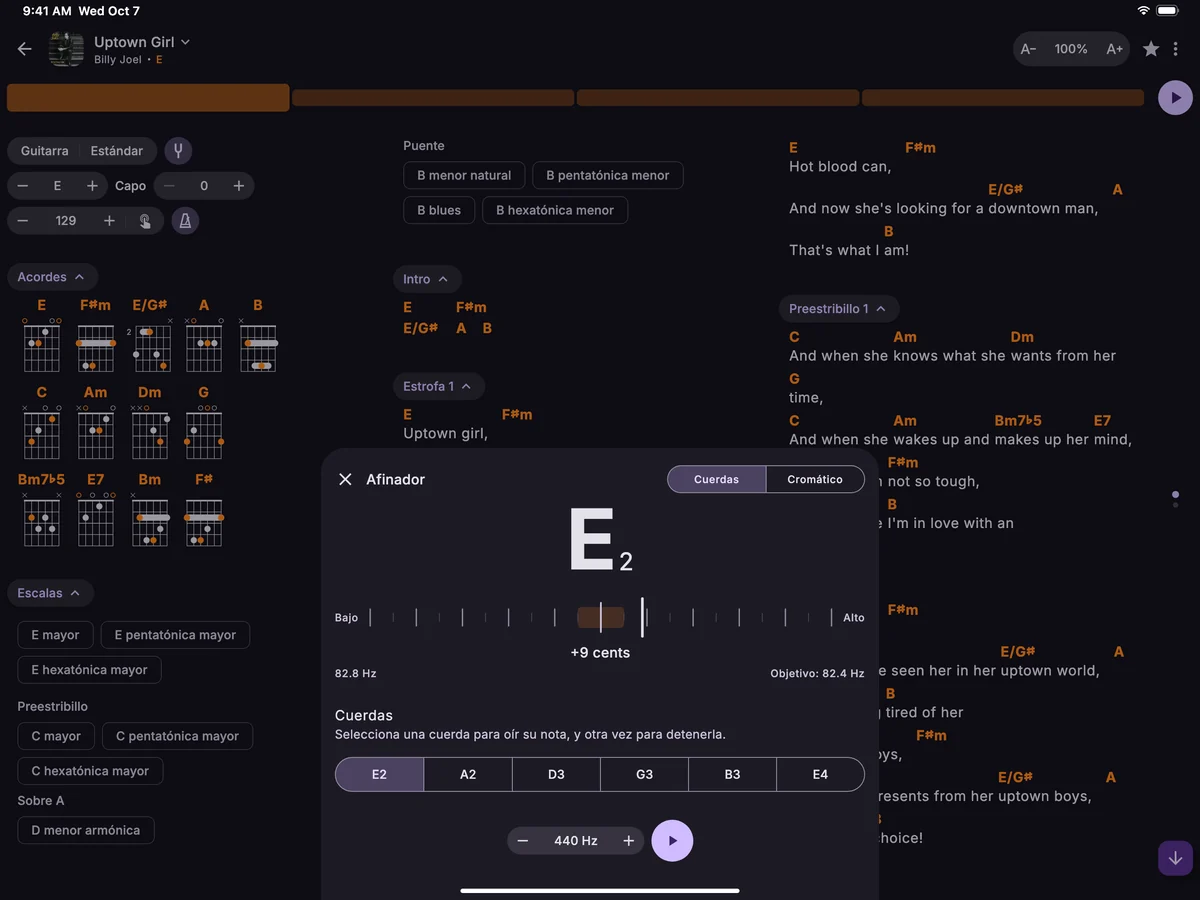 9:41 AM Wed Oct 7
Uptown Girl
Billy Joel • E
A− 100% A+
Guitarra Estándar
− E + Capo − 0 +
− 129 +
Acordes
E F#m E/G# A B
2
C Am Dm G
Bm7♭5 E7 Bm F#
Escalas
E mayor E pentatónica mayor
E hexatónica mayor
Preestribillo
C mayor C pentatónica mayor
C hexatónica mayor
Sobre A
D menor armónica
Puente
B menor natural B pentatónica menor
B blues B hexatónica menor
Intro
E F#m
E/G# A B
Estrofa 1
E F#m
Uptown girl,
E F#m
Hot blood can,
E/G# A
And now she's looking for a downtown man,
B
That's what I am!
Preestribillo 1
C Am Dm
And when she knows what she wants from her
G
time,
C Am Bm7♭5 E7
And when she wakes up and makes up her mind,
F#m
not so tough,
B
I'm in love with an
F#m
E/G# A
seen her in her uptown world,
B
tired of her
F#m
E/G# A
from her uptown boys,
choice!
Afinador
Cuerdas Cromático
E2
Bajo Alto
+9 cents
82.8 Hz Objetivo: 82.4 Hz
Cuerdas
Selecciona una cuerda para oír su nota, y otra vez para detenerla.
E2 A2 D3 G3 B3 E4
− 440 Hz +